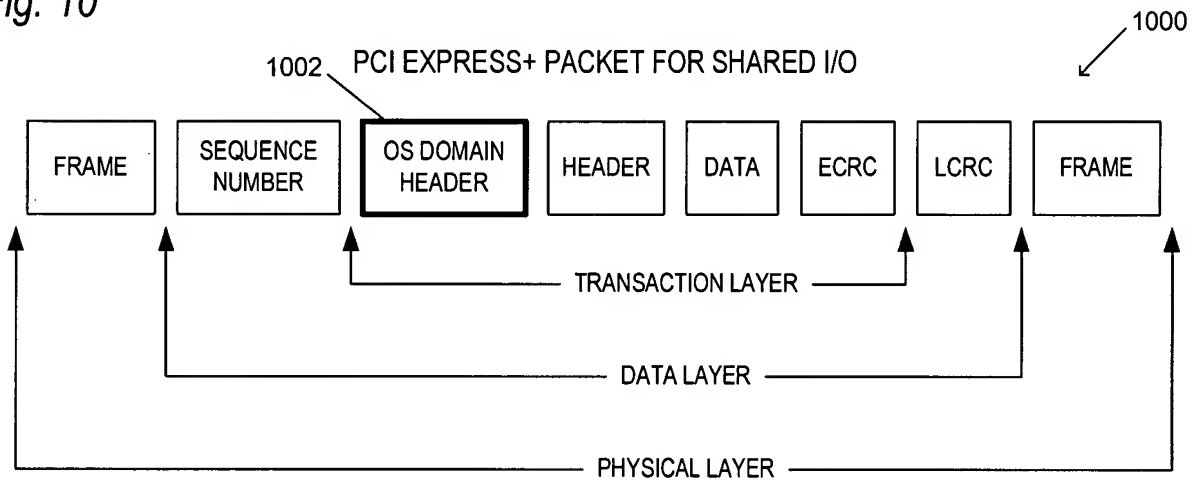 Fig. 10
1000
1002 PCI EXPRESS+ PACKET FOR SHARED I/O
FRAME
SEQUENCE
NUMBER
OS DOMAIN
HEADER
HEADER
DATA
ECRC
LCRC
FRAME
TRANSACTION LAYER
DATA LAYER
PHYSICAL LAYER